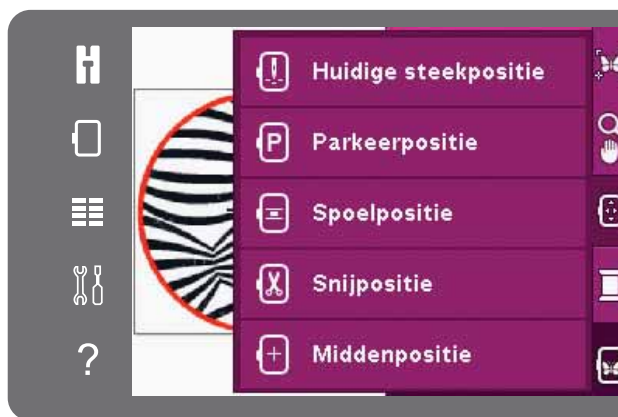 Huidige steekpositie
P Parkeerpositie
Spoelpositie
Snijpositie
Middenpositie
?